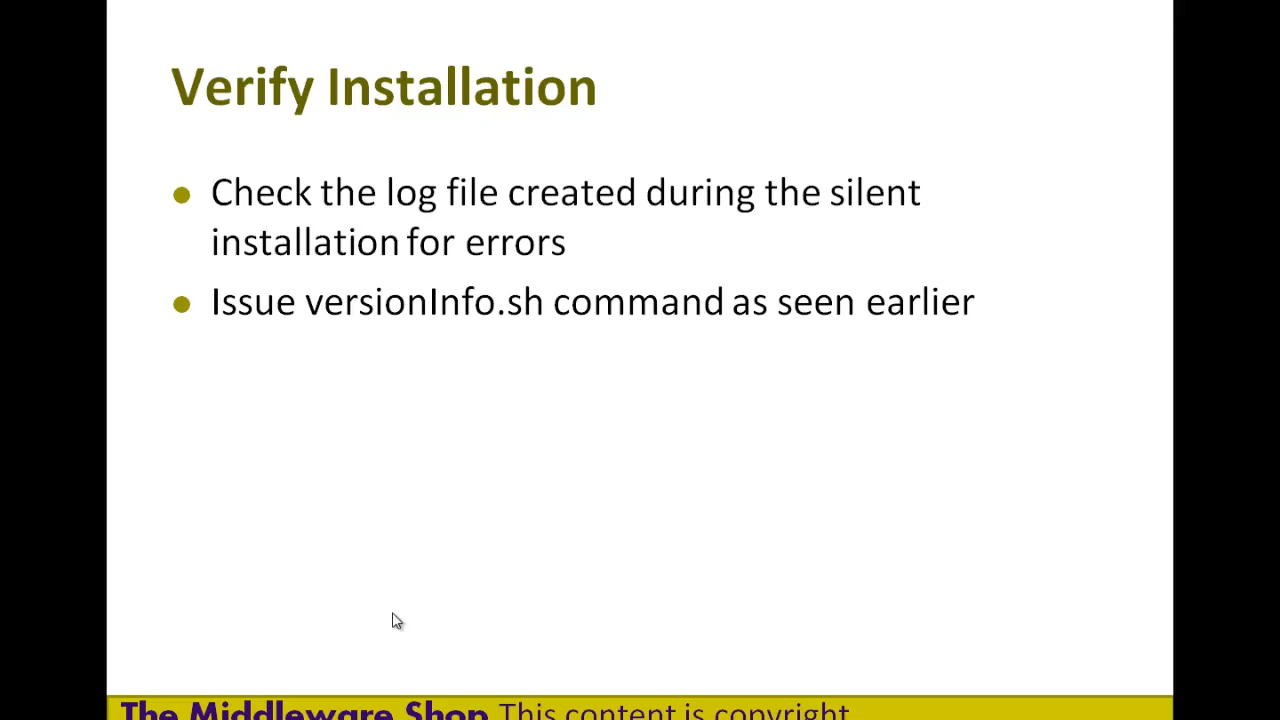 Verify Installation
Check the log file created during the silent
installation for errors
Issue versionInfo.sh command as seen earlier
The Middleware Shop This content is copyright